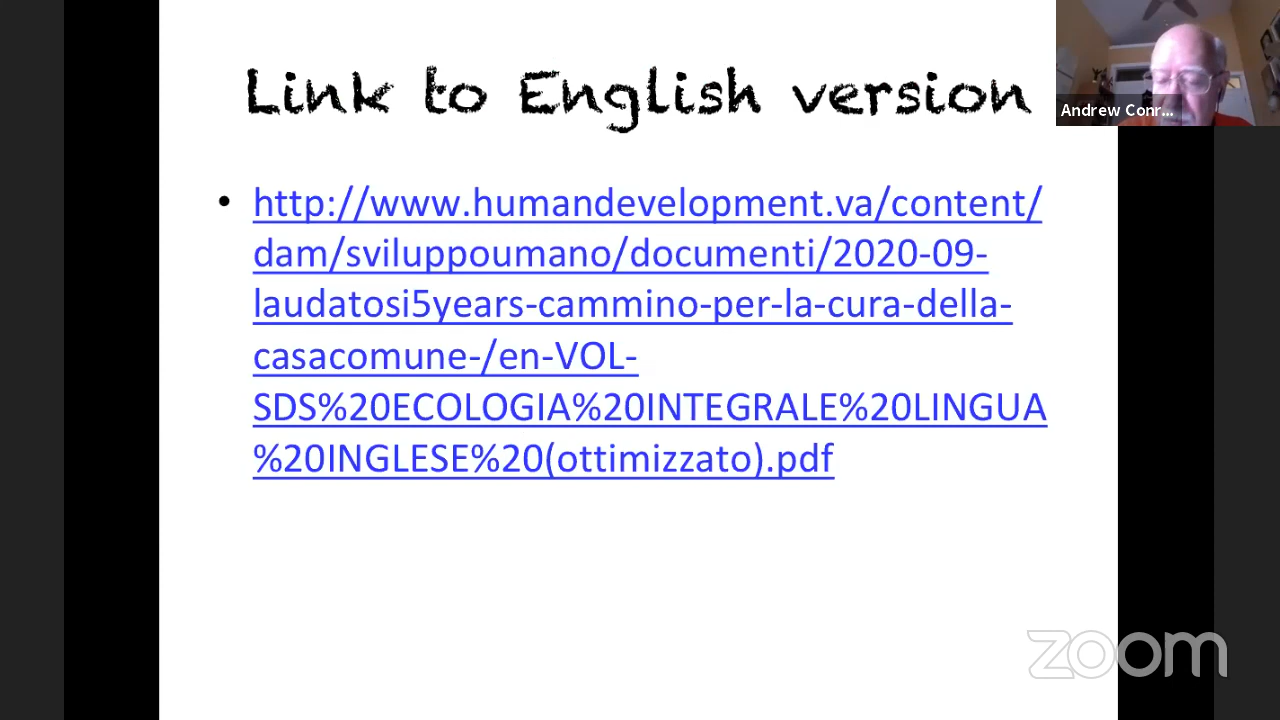 Link to English version
Andrew Conr...
• http://www.humandevelopment.va/content/
dam/sviluppoumano/documenti/2020-09-
laudatosi5years-cammino-per-la-cura-della-
casacomune-/en-VOL-
SDS%20ECOLOGIA%20INTEGRALE%20LINGUA
%20INGLESE%20(ottimizzato).pdf
zoom